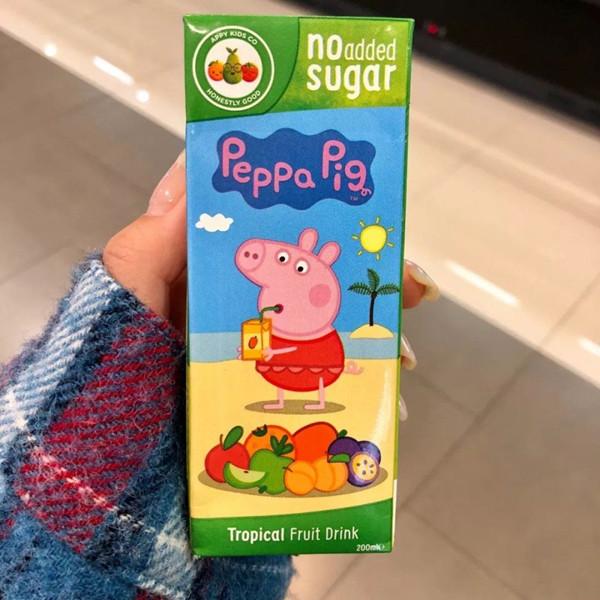 APPY KIDS CO
HONESTLY GOOD
no added
sugar
Peppa Pig
TM
Tropical Fruit Drink
200ml e